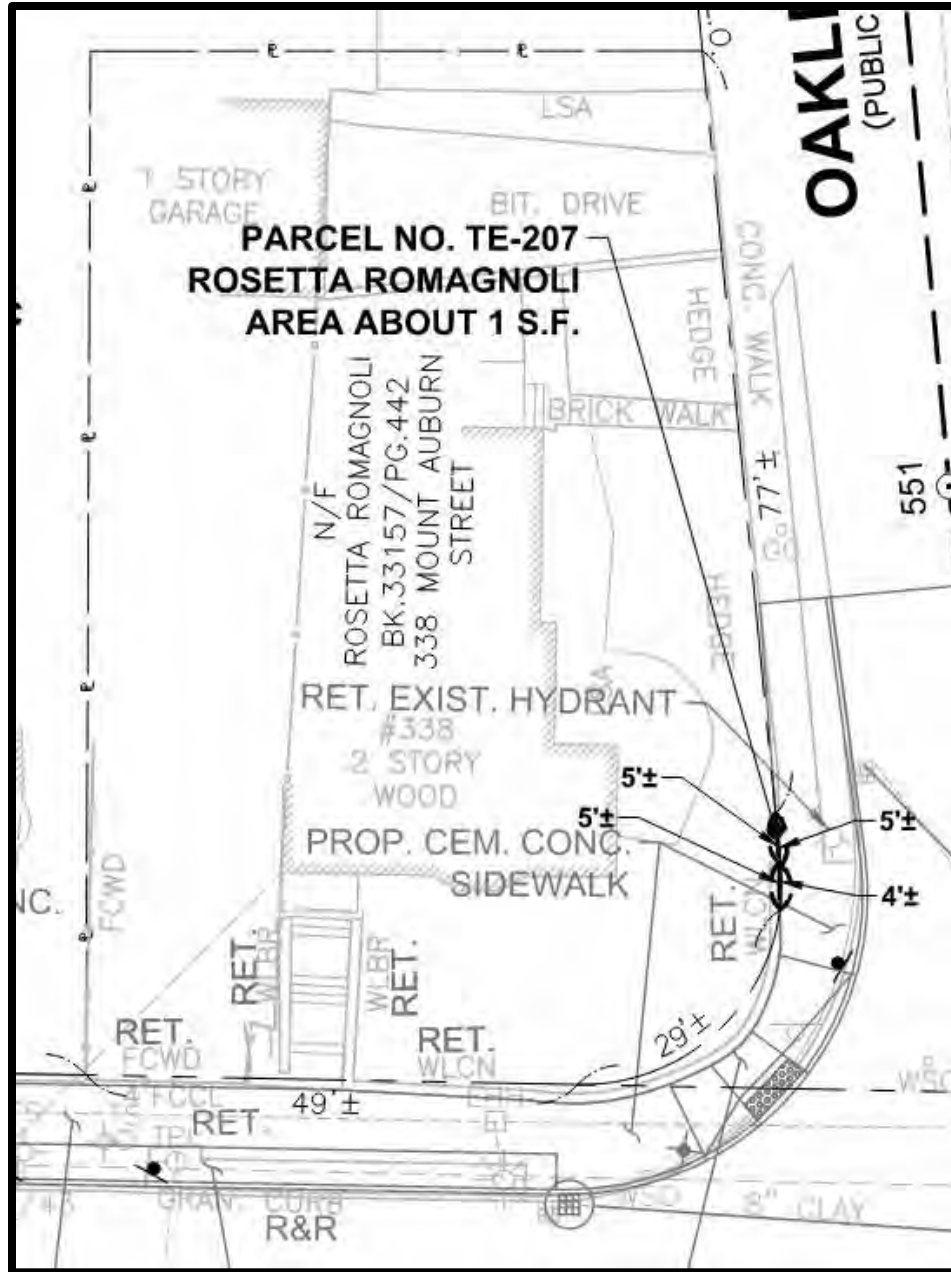 OAKL
(PUBLIC
LSA
1 STORY
GARAGE
BIT. DRIVE
PARCEL NO. TE-207
ROSETTA ROMAGNOLI
AREA ABOUT 1 S.F.
CONC. WALK
HEDGE
BRICK WALK
N/F
ROSETTA ROMAGNOLI
BK.33157/PG.442
338 MOUNT AUBURN
STREET
77'±
551
HEDGE
RET. EXIST. HYDRANT
#338
2 STORY
WOOD
5'±
5'±
5'±
4'±
PROP. CEM. CONC.
SIDEWALK
NC.
FCWD
RET.
WLBR
WLBR
RET.
RET.
RET.
FCWD
RET.
WLCN
29'±
49'±
4' FCCL
RET.
GRAN. CURB
R&R
WSO
8" CLAY